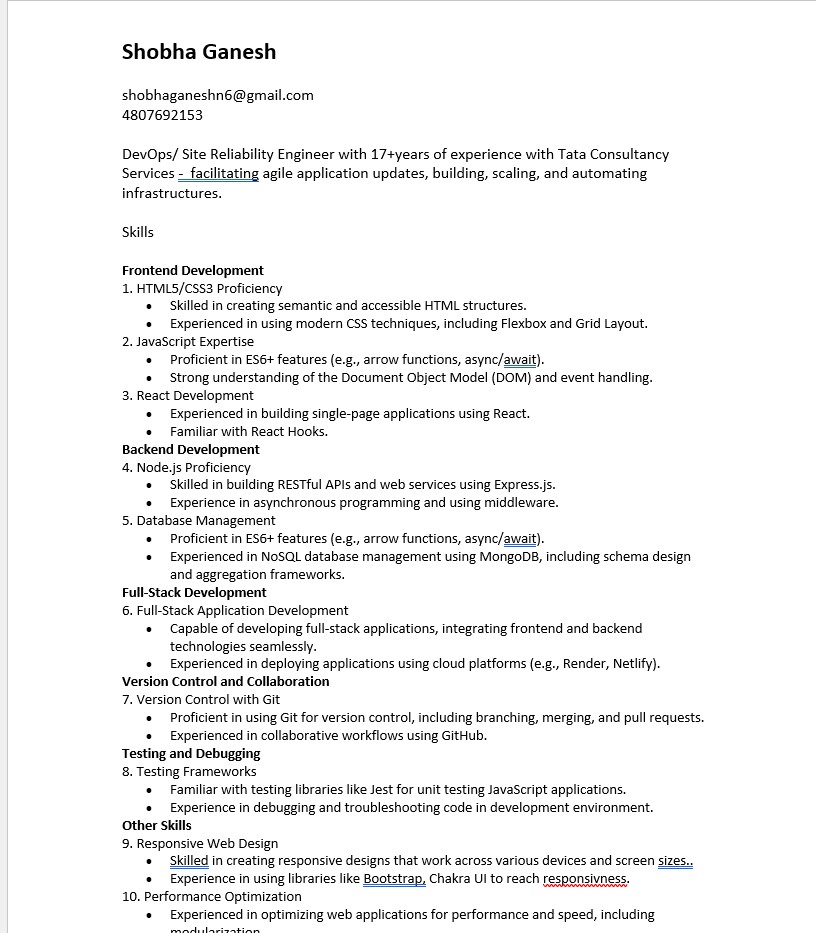 Shobha Ganesh
shobhaganeshn6@gmail.com
4807692153
DevOps/ Site Reliability Engineer with 17+years of experience with Tata Consultancy
Services -  facilitating agile application updates, building, scaling, and automating
infrastructures.
Skills
Frontend Development
1. HTML5/CSS3 Proficiency
• Skilled in creating semantic and accessible HTML structures.
• Experienced in using modern CSS techniques, including Flexbox and Grid Layout.
2. JavaScript Expertise
• Proficient in ES6+ features (e.g., arrow functions, async/await).
• Strong understanding of the Document Object Model (DOM) and event handling.
3. React Development
• Experienced in building single-page applications using React.
• Familiar with React Hooks.
Backend Development
4. Node.js Proficiency
• Skilled in building RESTful APIs and web services using Express.js.
• Experience in asynchronous programming and using middleware.
5. Database Management
• Proficient in ES6+ features (e.g., arrow functions, async/await).
• Experienced in NoSQL database management using MongoDB, including schema design
and aggregation frameworks.
Full-Stack Development
6. Full-Stack Application Development
• Capable of developing full-stack applications, integrating frontend and backend
technologies seamlessly.
• Experienced in deploying applications using cloud platforms (e.g., Render, Netlify).
Version Control and Collaboration
7. Version Control with Git
• Proficient in using Git for version control, including branching, merging, and pull requests.
• Experienced in collaborative workflows using GitHub.
Testing and Debugging
8. Testing Frameworks
• Familiar with testing libraries like Jest for unit testing JavaScript applications.
• Experience in debugging and troubleshooting code in development environment.
Other Skills
9. Responsive Web Design
• Skilled in creating responsive designs that work across various devices and screen sizes..
• Experience in using libraries like Bootstrap, Chakra UI to reach responsivness.
10. Performance Optimization
• Experienced in optimizing web applications for performance and speed, including
modularization